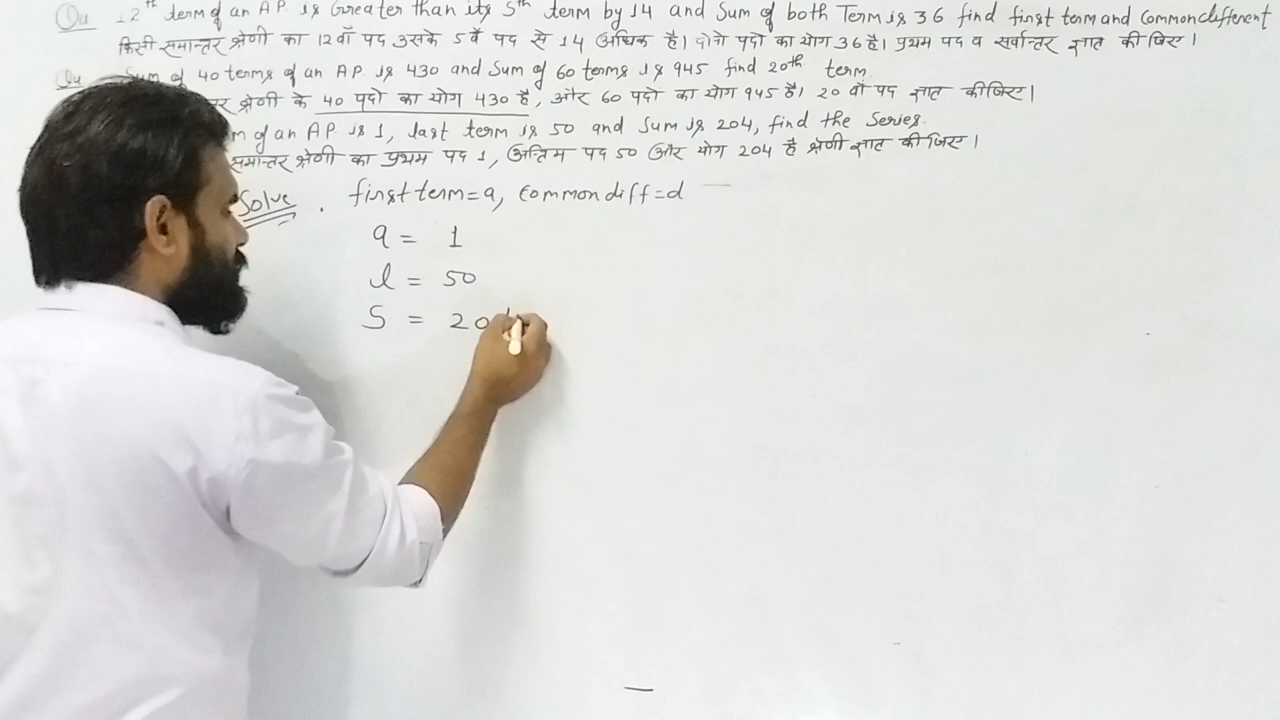 Qu 12th term of an A.P. is Greater than its 5th term by 14 and Sum of both Term is 36 find first term and Common different
किसी समान्तर श्रेणी का 12वाँ पद उसके 5 वें पद से 14 अधिक है। दोनो पदो का योग 36 है। प्रथम पद व सर्वान्तर ज्ञात कीजिए।
Qu Sum of 40 terms of an A.P. is 430 and Sum of 60 terms is 945 find 20th term.
श्रेणी के 40 पदो का योग 430 है, और 60 पदो का योग 945 है। 20 वाँ पद ज्ञात कीजिए।
of an A.P. is 1, last term is 50 and Sum is 204, find the Series.
समान्तर श्रेणी का प्रथम पद 1, अन्तिम पद 50 और योग 204 है श्रेणी ज्ञात कीजिए।
Solve . first term = a, Common diff = d
a = 1
l = 50
S = 20